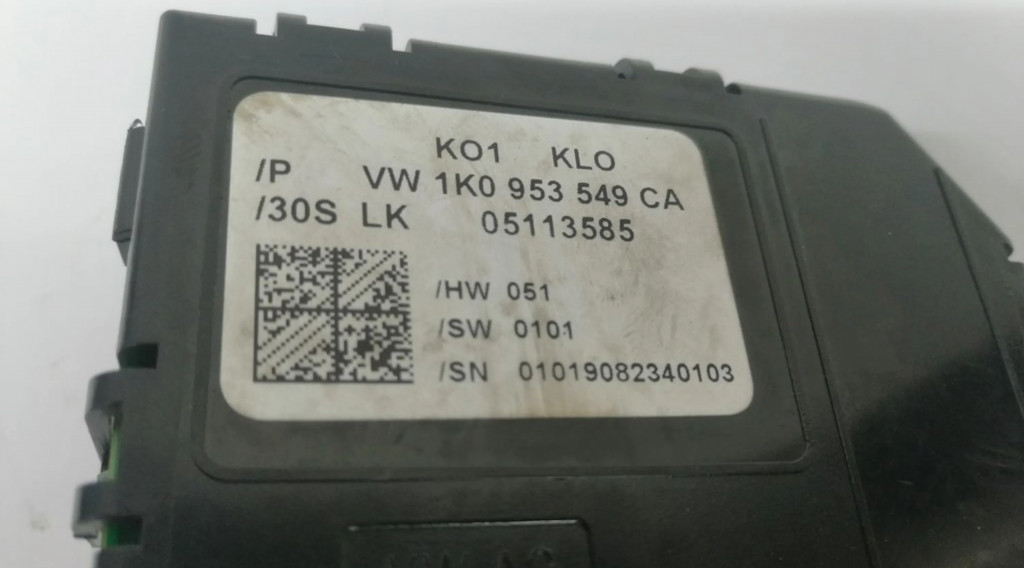 KO1 KLO
/P VW 1K0 953 549 CA
/30S LK 05113585
/HW 051
/SW 0101
/SN 01019082340103